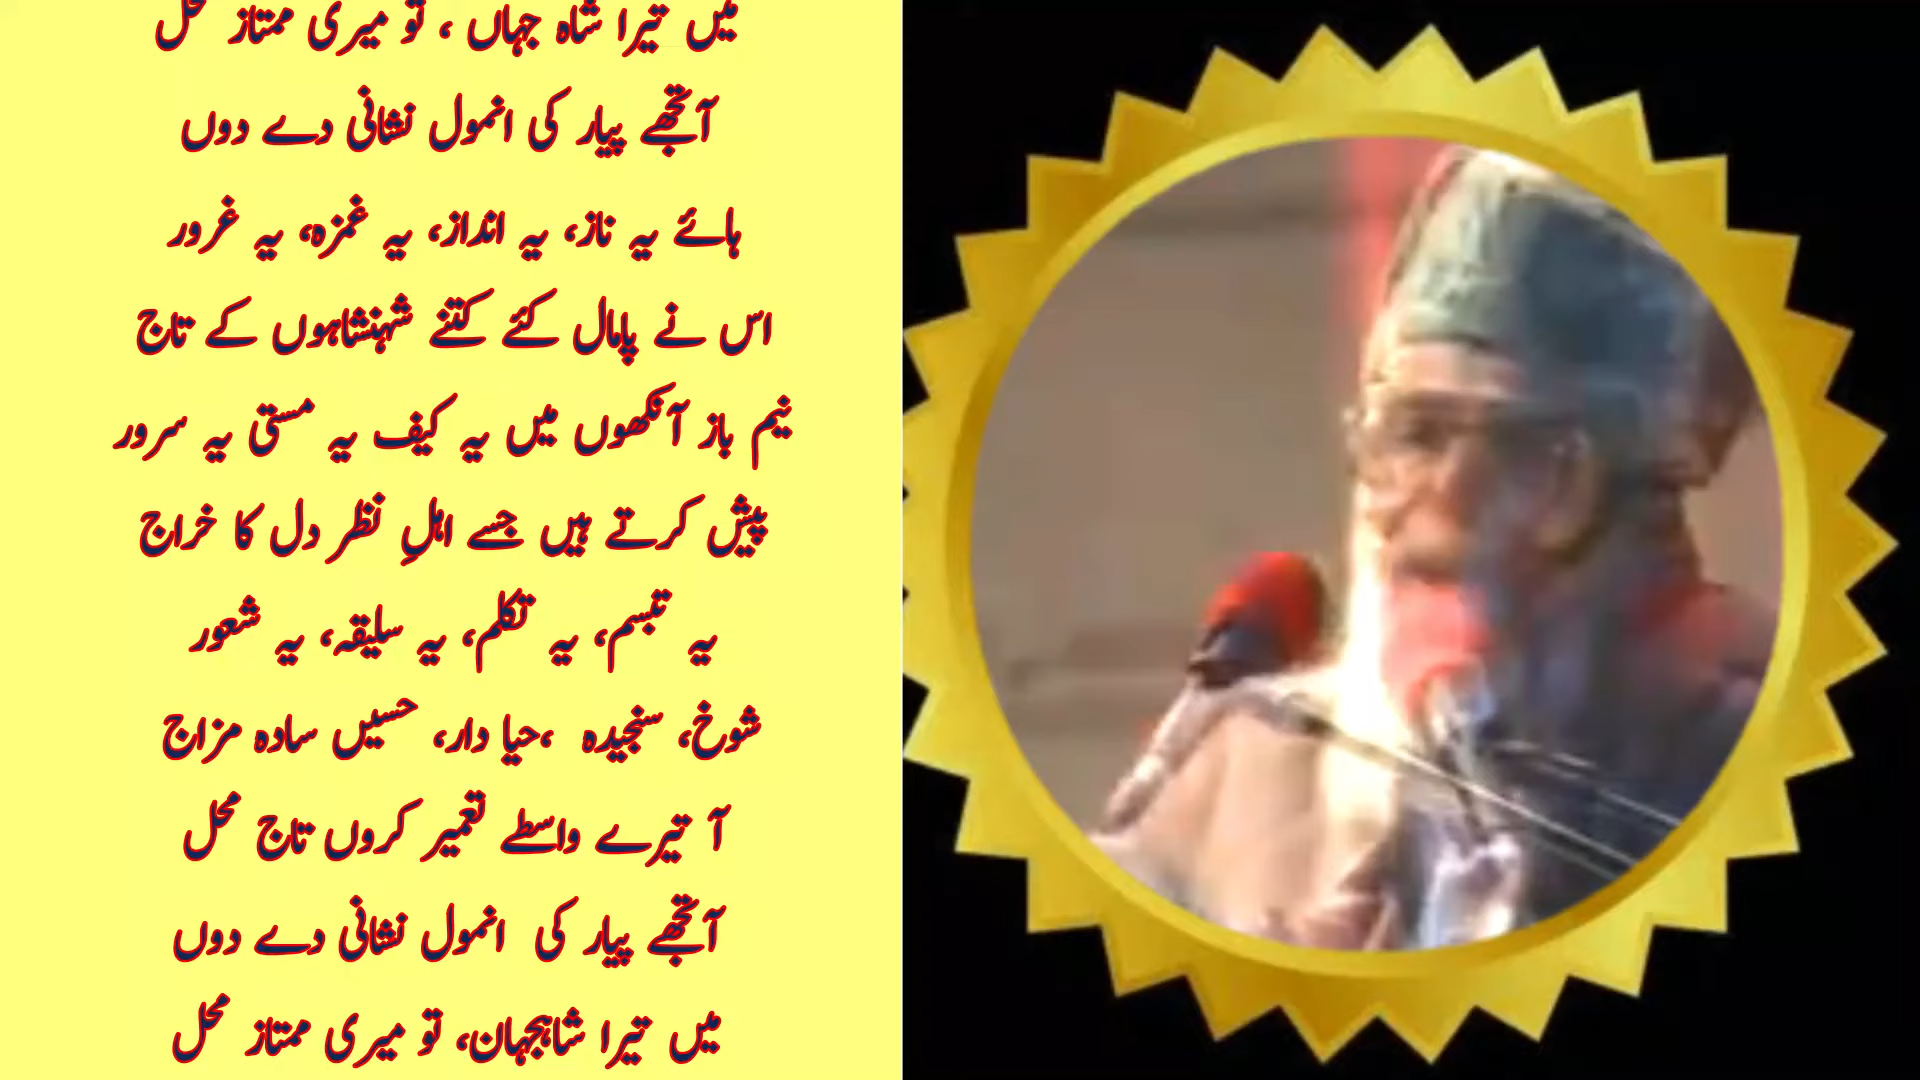 میں تیرا شاہ جہاں ، تو میری ممتاز محل
آ تجھے پیار کی انمول نشانی دے دوں
ہائے یہ ناز، یہ انداز، یہ غمزہ، یہ غرور
اس نے پامال کئے کتنے شہنشاہوں کے تاج
نیم باز آنکھوں میں یہ کیف یہ مستی یہ سرور
پیش کرتے ہیں جسے اہلِ نظر دل کا خراج
یہ تبسم، یہ تکلم، یہ سلیقہ، یہ شعور
شوخ، سنجیدہ ،حیا دار، حسیں سادہ مزاج
آ تیرے واسطے تعمیر کروں تاج محل
آ تجھے پیار کی انمول نشانی دے دوں
میں تیرا شاہجہان، تو میری ممتاز محل